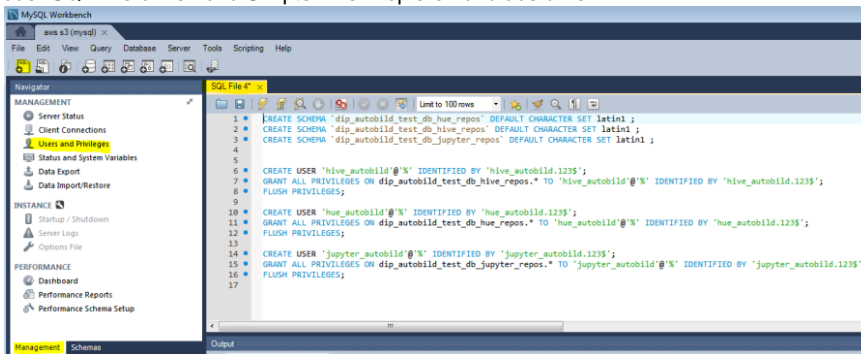 MySQL Workbench
aws s3 (mysql) ×
File Edit View Query Database Server Tools Scripting Help
Navigator
SQL File 4* ×
MANAGEMENT
Server Status
Client Connections
Users and Privileges
Status and System Variables
Data Export
Data Import/Restore
INSTANCE
Startup / Shutdown
Server Logs
Options File
PERFORMANCE
Dashboard
Performance Reports
Performance Schema Setup
Management Schemas
Limit to 100 rows
1 CREATE SCHEMA `dip_autobild_test_db_hue_repos` DEFAULT CHARACTER SET latin1 ;
2 CREATE SCHEMA `dip_autobild_test_db_hive_repos` DEFAULT CHARACTER SET latin1 ;
3 CREATE SCHEMA `dip_autobild_test_db_jupyter_repos` DEFAULT CHARACTER SET latin1 ;
4
5
6 CREATE USER 'hive_autobild'@'%' IDENTIFIED BY 'hive_autobild.123$';
7 GRANT ALL PRIVILEGES ON dip_autobild_test_db_hive_repos.* TO 'hive_autobild'@'%' IDENTIFIED BY 'hive_autobild.123$';
8 FLUSH PRIVILEGES;
9
10 CREATE USER 'hue_autobild'@'%' IDENTIFIED BY 'hue_autobild.123$';
11 GRANT ALL PRIVILEGES ON dip_autobild_test_db_hue_repos.* TO 'hue_autobild'@'%' IDENTIFIED BY 'hue_autobild.123$';
12 FLUSH PRIVILEGES;
13
14 CREATE USER 'jupyter_autobild'@'%' IDENTIFIED BY 'jupyter_autobild.123$';
15 GRANT ALL PRIVILEGES ON dip_autobild_test_db_jupyter_repos.* TO 'jupyter_autobild'@'%' IDENTIFIED BY 'jupyter_autobild.123$'
16 FLUSH PRIVILEGES;
17
Output